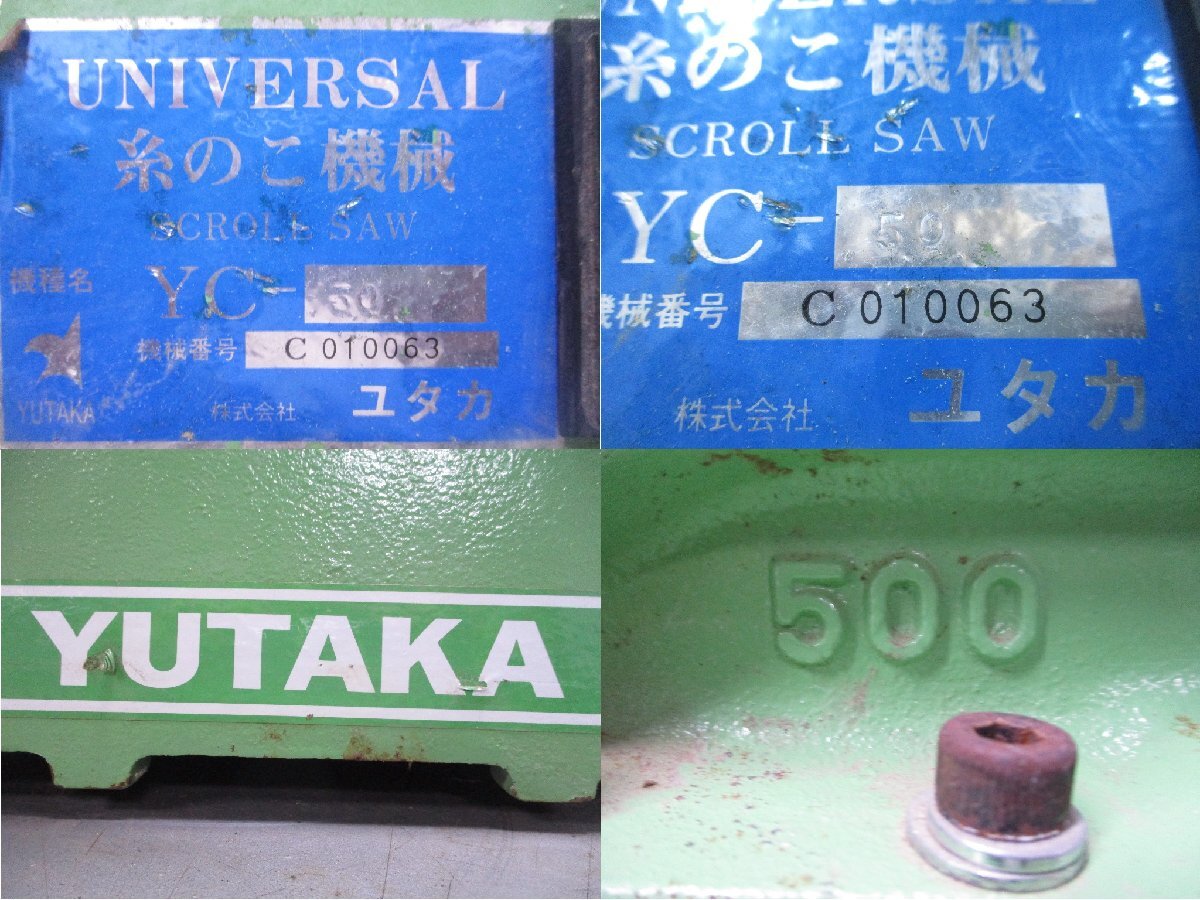 UNIVERSAL
糸のこ機械
SCROLL SAW
機種名 YC-50
機械番号 C 010063
YUTAKA 株式会社 ユタカ
糸のこ機械
SCROLL SAW
YC-50
機械番号 C 010063
株式会社 ユタカ
YUTAKA
500